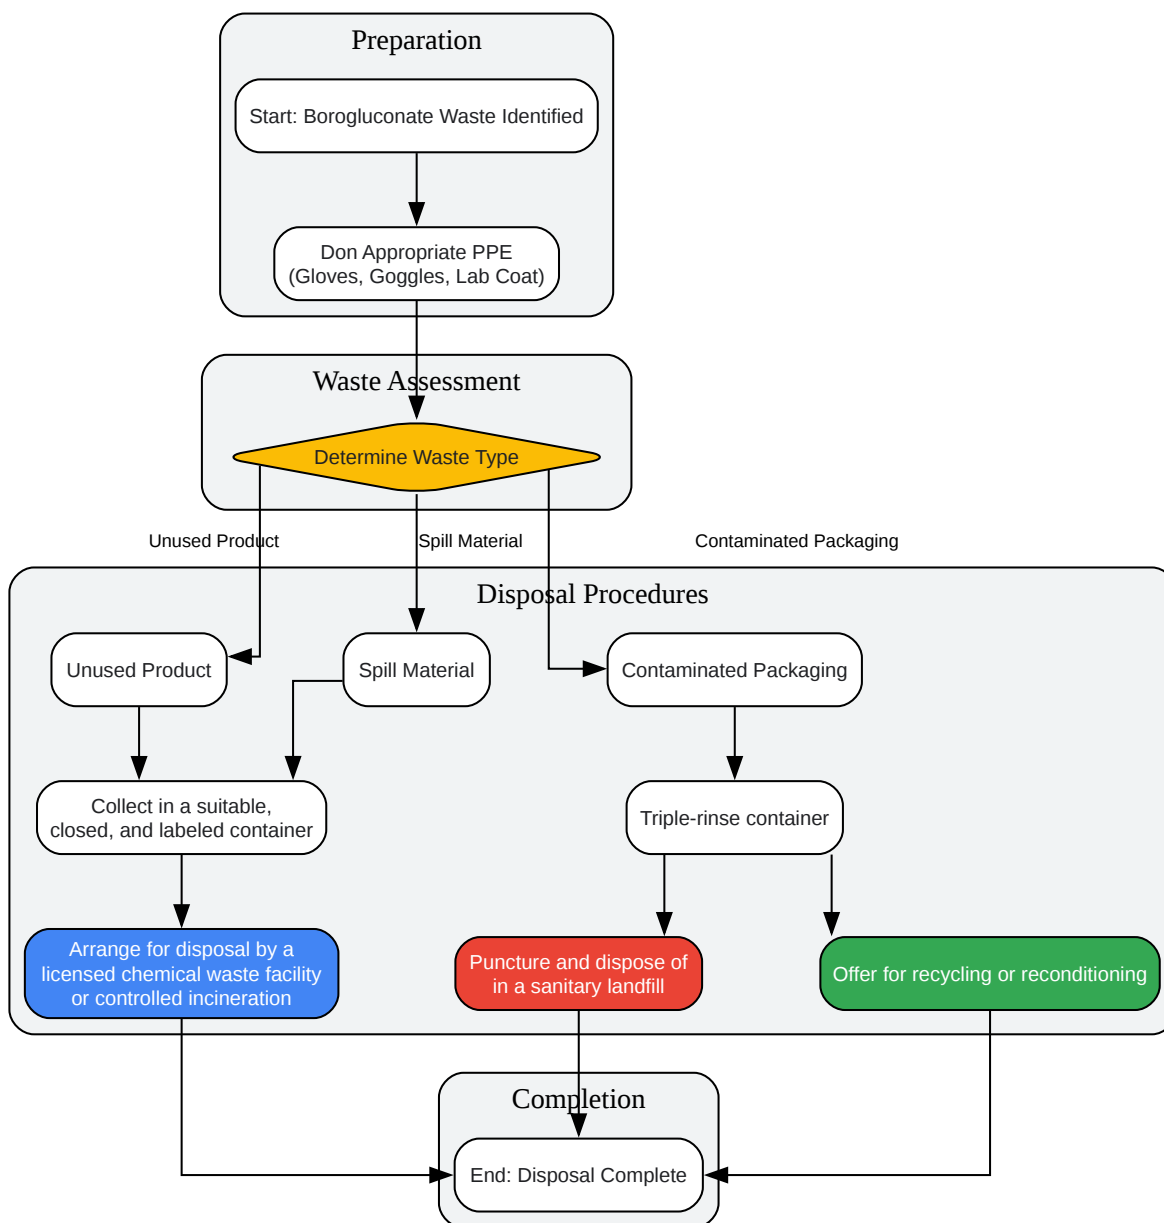 Preparation
Start: Borogluconate Waste Identified
Don Appropriate PPE
(Gloves, Goggles, Lab Coat)
Waste Assessment
Determine Waste Type
Unused Product
Spill Material
Contaminated Packaging
Disposal Procedures
Unused Product
Spill Material
Contaminated Packaging
Collect in a suitable,
closed, and labeled container
Triple-rinse container
Arrange for disposal by a
licensed chemical waste facility
or controlled incineration
Puncture and dispose of
in a sanitary landfill
Offer for recycling or reconditioning
Completion
End: Disposal Complete